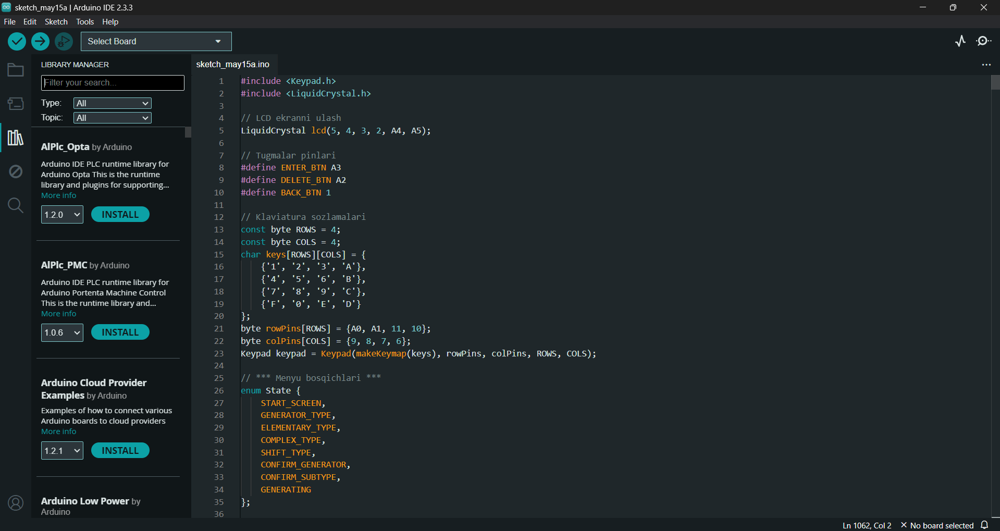 sketch_may15a | Arduino IDE 2.3.3
File Edit Sketch Tools Help
Select Board
LIBRARY MANAGER
Filter your search...
Type: All
Topic: All
AIPlc_Opta by Arduino
Arduino IDE PLC runtime library for
Arduino Opta This is the runtime
library and plugins for supporting...
More info
1.2.0 INSTALL
AIPlc_PMC by Arduino
Arduino IDE PLC runtime library for
Arduino Portenta Machine Control
This is the runtime library and...
More info
1.0.6 INSTALL
Arduino Cloud Provider
Examples by Arduino
Examples of how to connect various
Arduino boards to cloud providers
More info
1.2.1 INSTALL
Arduino Low Power by
Arduino
sketch_may15a.ino
1 #include <Keypad.h>
2 #include <LiquidCrystal.h>
3
4 // LCD ekranni ulash
5 LiquidCrystal lcd(5, 4, 3, 2, A4, A5);
6
7 // Tugmalar pinlari
8 #define ENTER_BTN A3
9 #define DELETE_BTN A2
10 #define BACK_BTN 1
11
12 // Klaviatura sozlamalari
13 const byte ROWS = 4;
14 const byte COLS = 4;
15 char keys[ROWS][COLS] = {
16 {'1', '2', '3', 'A'},
17 {'4', '5', '6', 'B'},
18 {'7', '8', '9', 'C'},
19 {'F', '0', 'E', 'D'}
20 };
21 byte rowPins[ROWS] = {A0, A1, 11, 10};
22 byte colPins[COLS] = {9, 8, 7, 6};
23 Keypad keypad = Keypad(makeKeymap(keys), rowPins, colPins, ROWS, COLS);
24
25 // *** Menyu bosqichlari ***
26 enum State {
27 START_SCREEN,
28 GENERATOR_TYPE,
29 ELEMENTARY_TYPE,
30 COMPLEX_TYPE,
31 SHIFT_TYPE,
32 CONFIRM_GENERATOR,
33 CONFIRM_SUBTYPE,
34 GENERATING
35 };
36
Ln 1062, Col 2 × No board selected